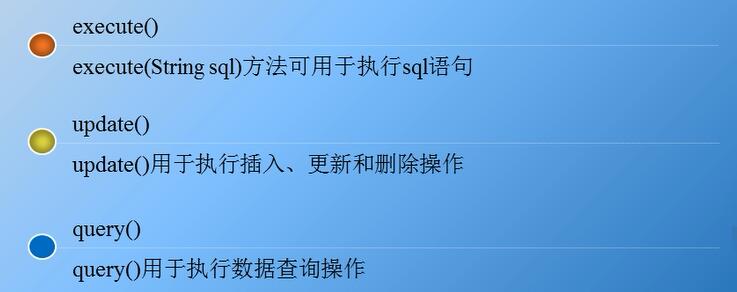 execute()
execute(String sql)方法可用于执行sql语句
update()
update()用于执行插入、更新和删除操作
query()
query()用于执行数据查询操作